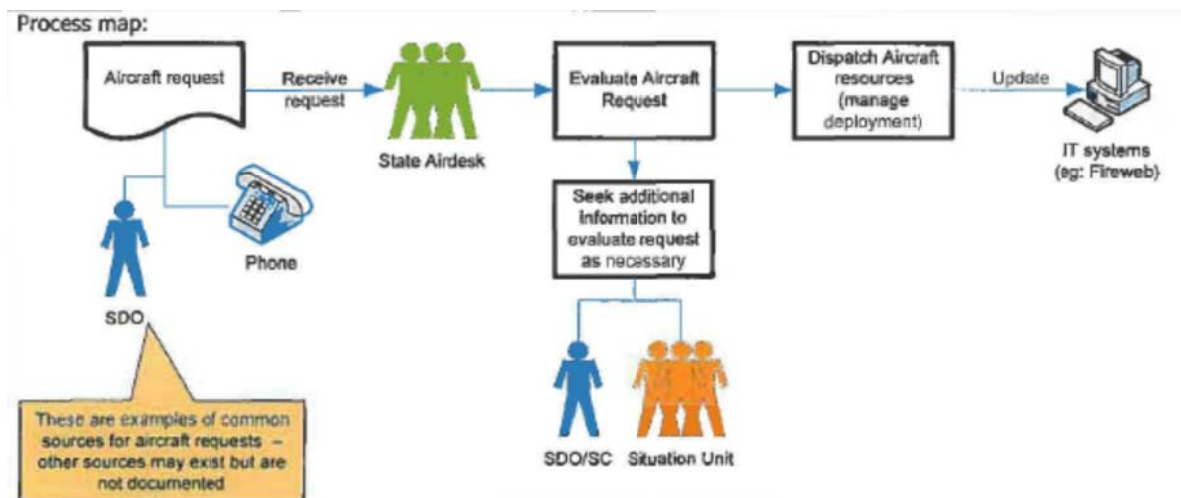 Process map:
Aircraft request
Receive
request
State Airdesk
Evaluate Aircraft
Request
Dispatch Aircraft
resources
(manage
deployment)
Update
IT systems
(eg: Fireweb)
Seek additional
information to
evaluate request
as necessary
Phone
SDO
SDO/SC
Situation Unit
These are examples of common
sources for aircraft requests –
other sources may exist but are
not documented